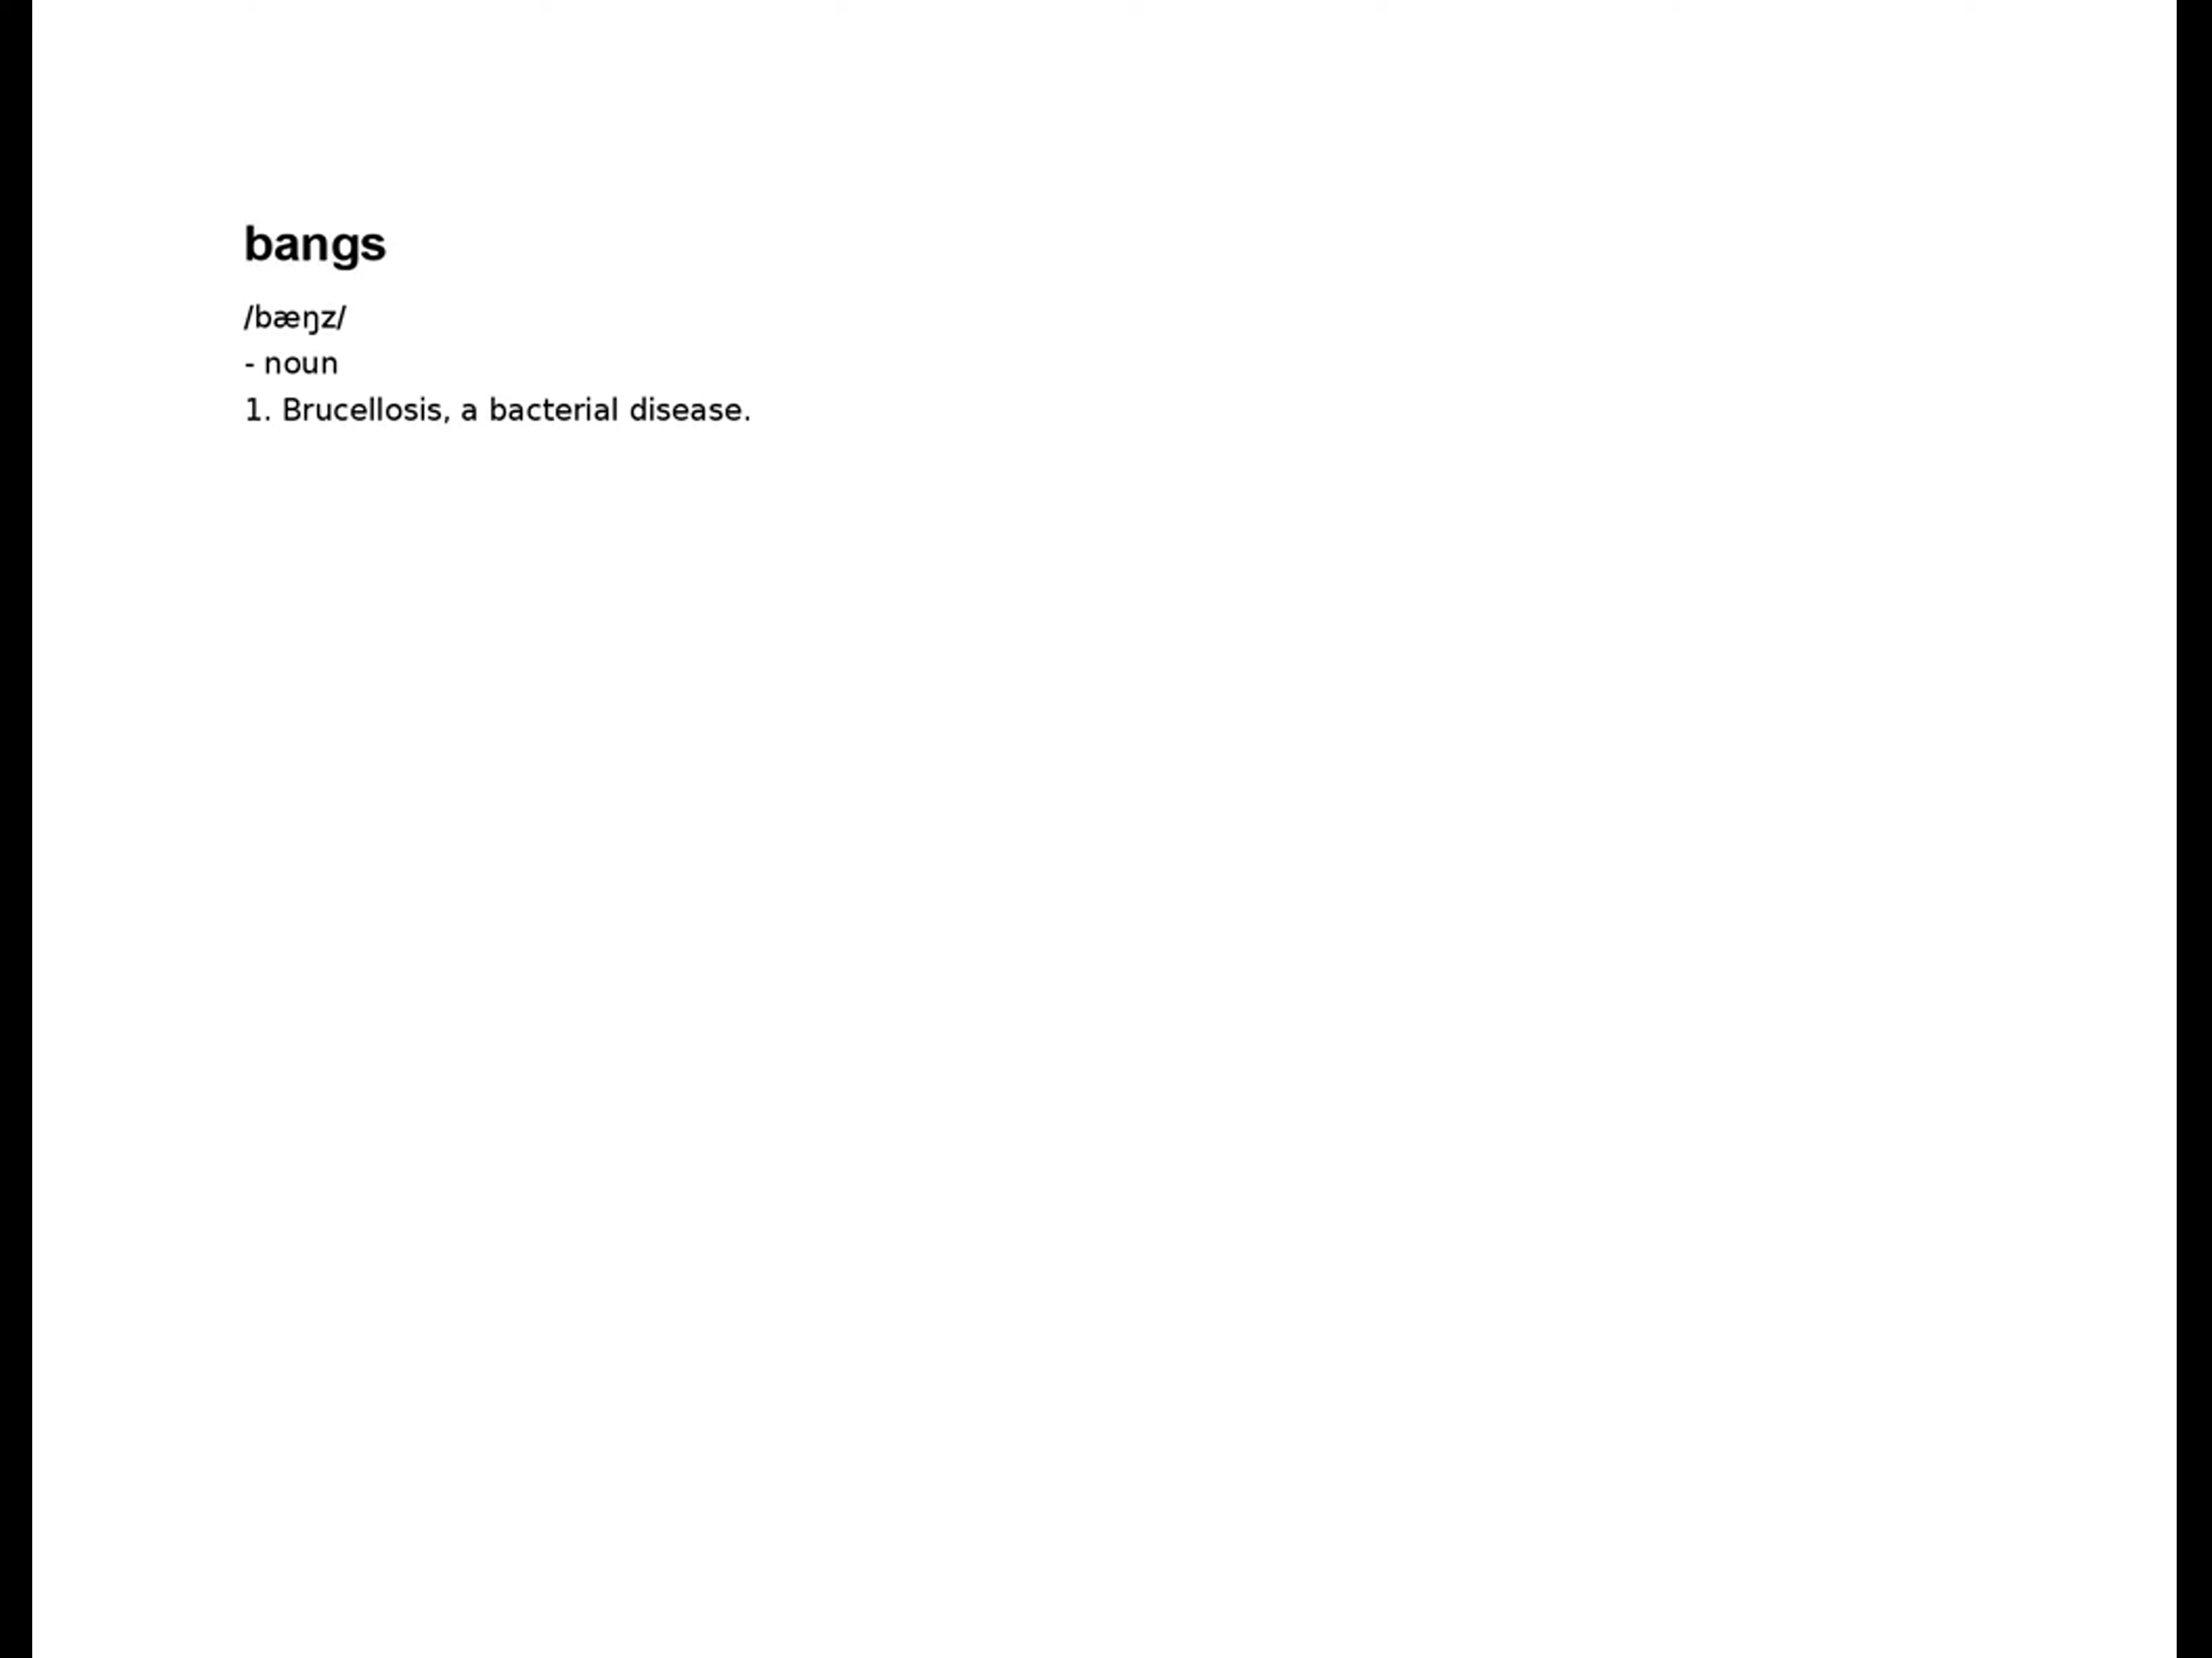 bangs
/bæŋz/
- noun
1. Brucellosis, a bacterial disease.